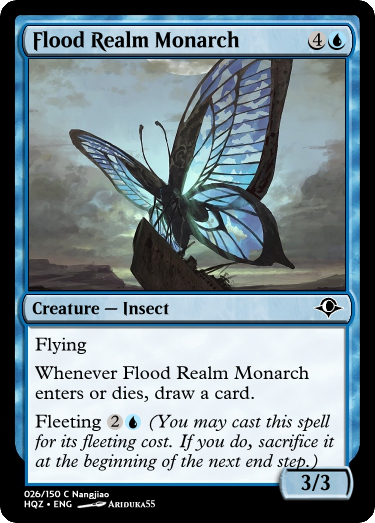 Flood Realm Monarch 4
Creature — Insect
Flying
Whenever Flood Realm Monarch
enters or dies, draw a card.
Fleeting 2 (You may cast this spell
for its fleeting cost. If you do, sacrifice it
at the beginning of the next end step.)
3/3
026/150 C Nangjiao
HQZ • ENG Ariduka55